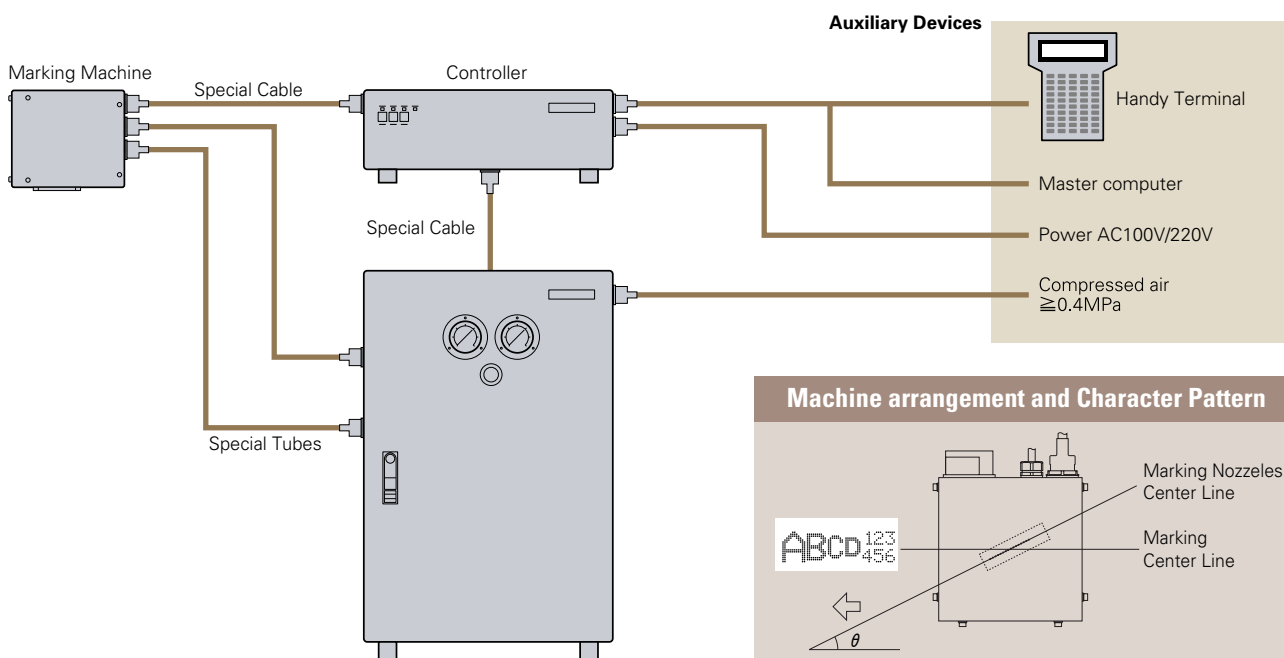 Auxiliary Devices
Marking Machine
Special Cable
Controller
Handy Terminal
Master computer
Special Cable
Power AC100V/220V
Compressed air
≧0.4MPa
Special Tubes
Machine arrangement and Character Pattern
Marking Nozzeles
Center Line
ABCD 123
456
Marking
Center Line
θ